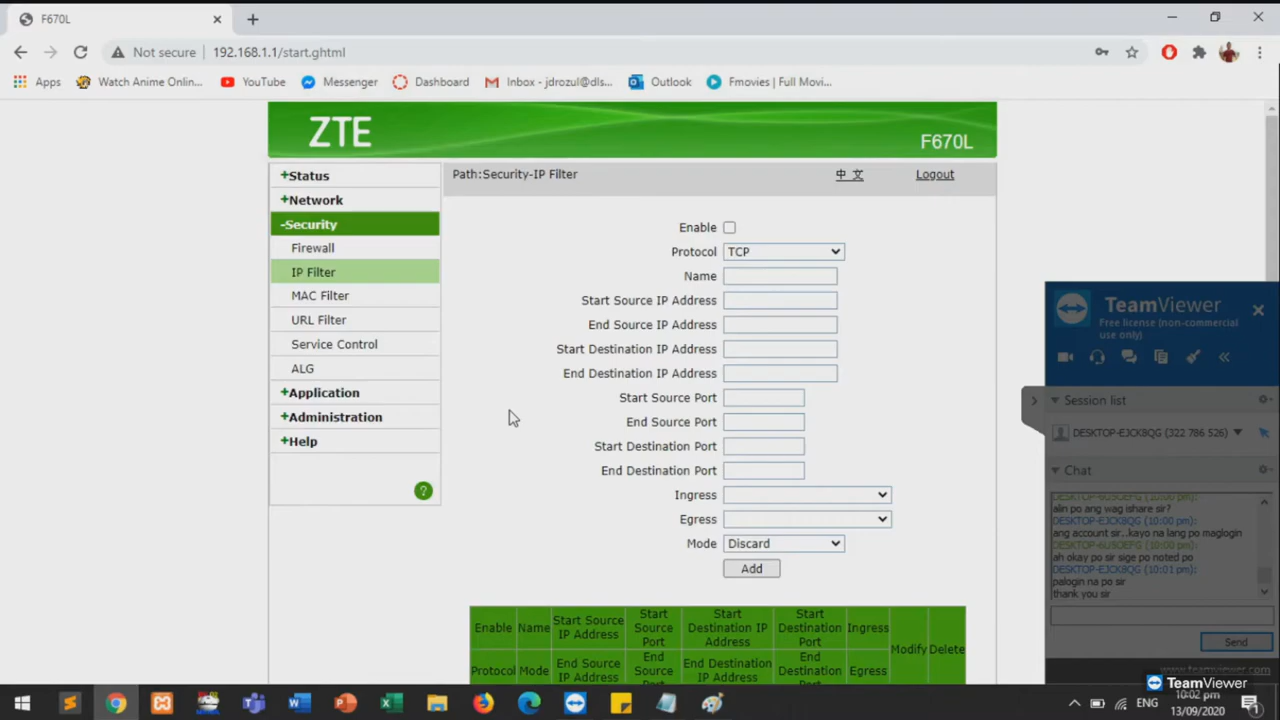 F670L
Not secure
192.168.1.1/start.ghtml
Apps
Watch Anime Online...
YouTube
Messenger
Dashboard
Inbox - jdrozul@dls...
Outlook
Fmovies | Full Movi...
ZTE
F670L
+Status
+Network
-Security
Firewall
IP Filter
MAC Filter
URL Filter
Service Control
ALG
+Application
+Administration
+Help
?
Path:Security-IP Filter
中 文
Logout
Enable
Protocol TCP
Name
Start Source IP Address
End Source IP Address
Start Destination IP Address
End Destination IP Address
Start Source Port
End Source Port
Start Destination Port
End Destination Port
Ingress
Egress
Mode Discard
Add
Enable
Name
Start Source
IP Address
Start
Source
Port
Start
Destination IP
Address
Start
Destination
Port
Ingress
Modify
Delete
Protocol
Mode
End Source
IP Address
End
Source
Port
End Destination
IP Address
End
Destination
Port
Egress
TeamViewer
Free license (non-commercial
use only)
Session list
DESKTOP-EJCK8QG (322 786 526)
Chat
alin po ang wag ishare sir?
DESKTOP-EJCK8QG (10:00 pm):
ang account sir...kayo na lang po maglogin
ah okay po sir sige po noted po
DESKTOP-EJCK8QG (10:01 pm):
palogin na po sir
thank you sir
Send
www.teamviewer.com
TeamViewer
ENG
10:02 pm
13/09/2020